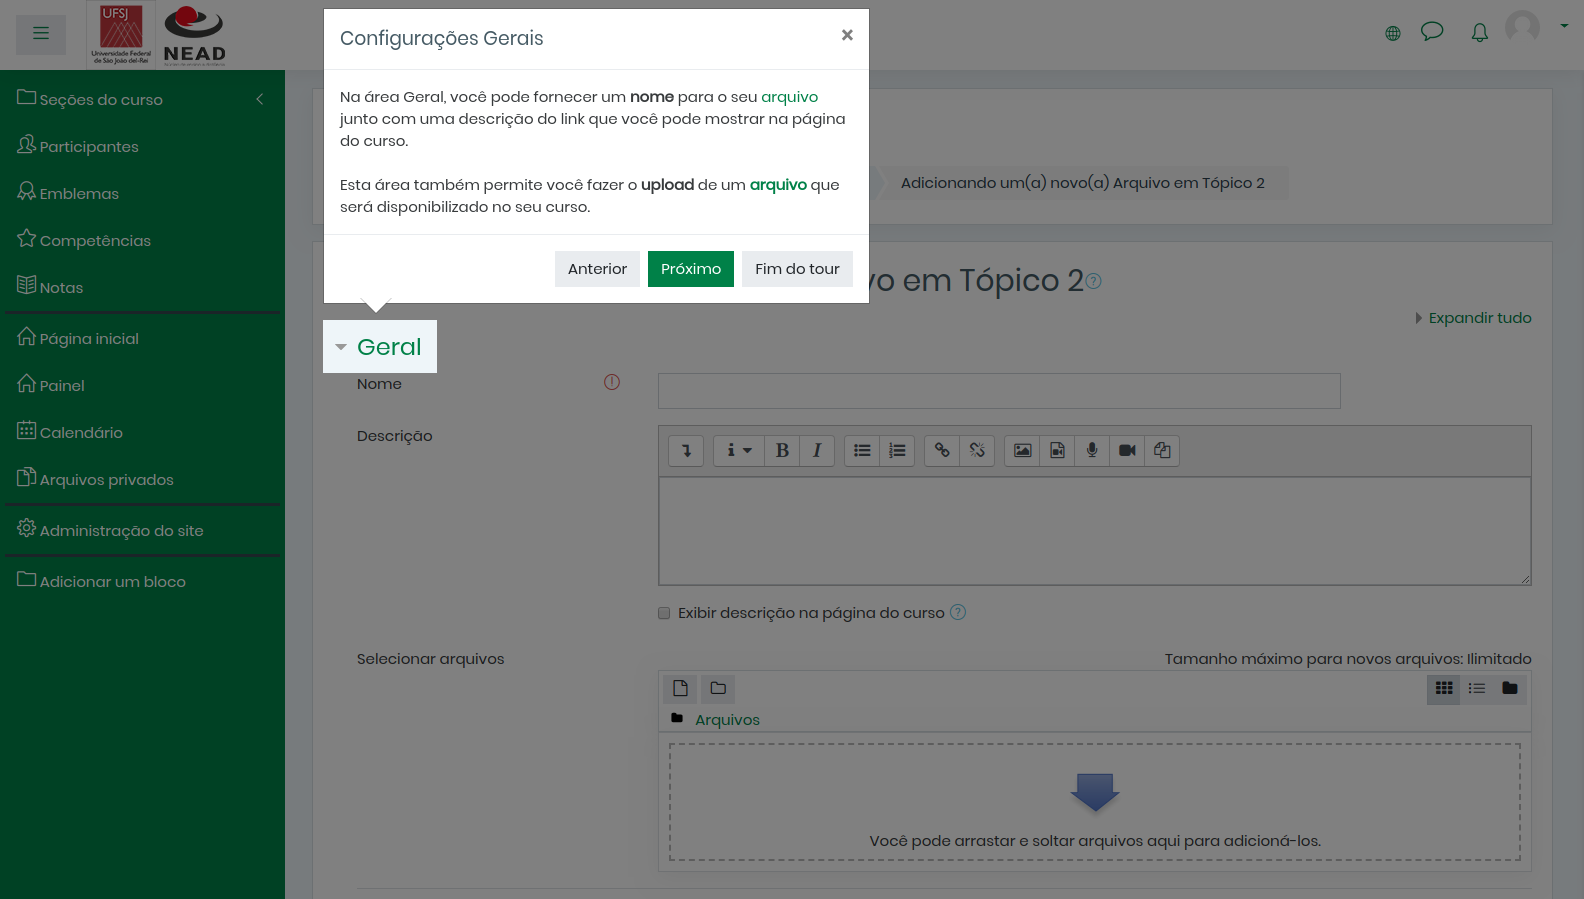 UFSJ
Universidade Federal
de São João del-Rei
NEAD
Seções do curso
Participantes
Emblemas
Competências
Notas
Página inicial
Painel
Calendário
Arquivos privados
Administração do site
Adicionar um bloco
Configurações Gerais
×
Na área Geral, você pode fornecer um nome para o seu arquivo
junto com uma descrição do link que você pode mostrar na página
do curso.
Esta área também permite você fazer o upload de um arquivo que
será disponibilizado no seu curso.
Anterior Próximo Fim do tour
Adicionando um(a) novo(a) Arquivo em Tópico 2
vo em Tópico 2
Expandir tudo
Geral
Nome
Descrição
Exibir descrição na página do curso
Selecionar arquivos
Tamanho máximo para novos arquivos: Ilimitado
Arquivos
Você pode arrastar e soltar arquivos aqui para adicioná-los.